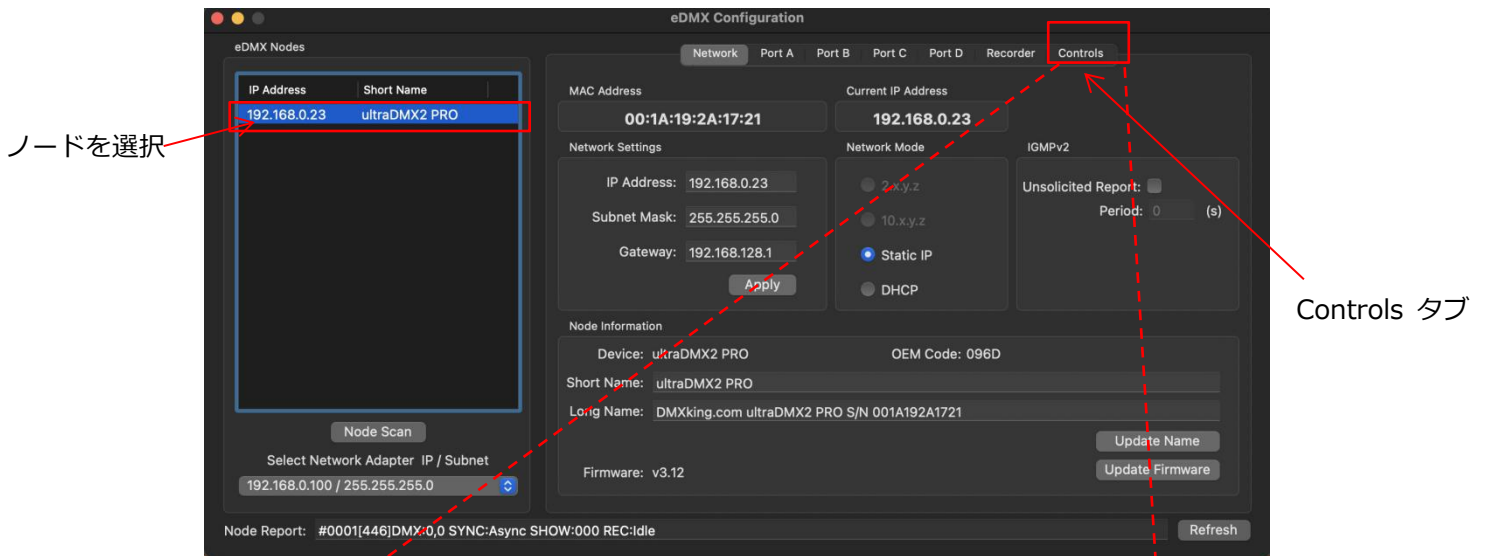 eDMX Configuration
eDMX Nodes
Network Port A Port B Port C Port D Recorder Controls
IP Address Short Name
192.168.0.23 ultraDMX2 PRO
ノードを選択
MAC Address Current IP Address
00:1A:19:2A:17:21 192.168.0.23
Network Settings Network Mode IGMPv2
IP Address: 192.168.0.23 2.x.y.z Unsolicited Report:
Period: 0 (s)
Subnet Mask: 255.255.255.0 10.x.y.z
Gateway: 192.168.128.1 Static IP
Apply DHCP
Controls タブ
Node Information
Device: ultraDMX2 PRO OEM Code: 096D
Short Name: ultraDMX2 PRO
Long Name: DMXking.com ultraDMX2 PRO S/N 001A192A1721
Node Scan
Update Name
Select Network Adapter IP / Subnet
Firmware: v3.12 Update Firmware
192.168.0.100 / 255.255.255.0
Node Report: #0001[446]DMX:0,0 SYNC:Async SHOW:000 REC:Idle Refresh